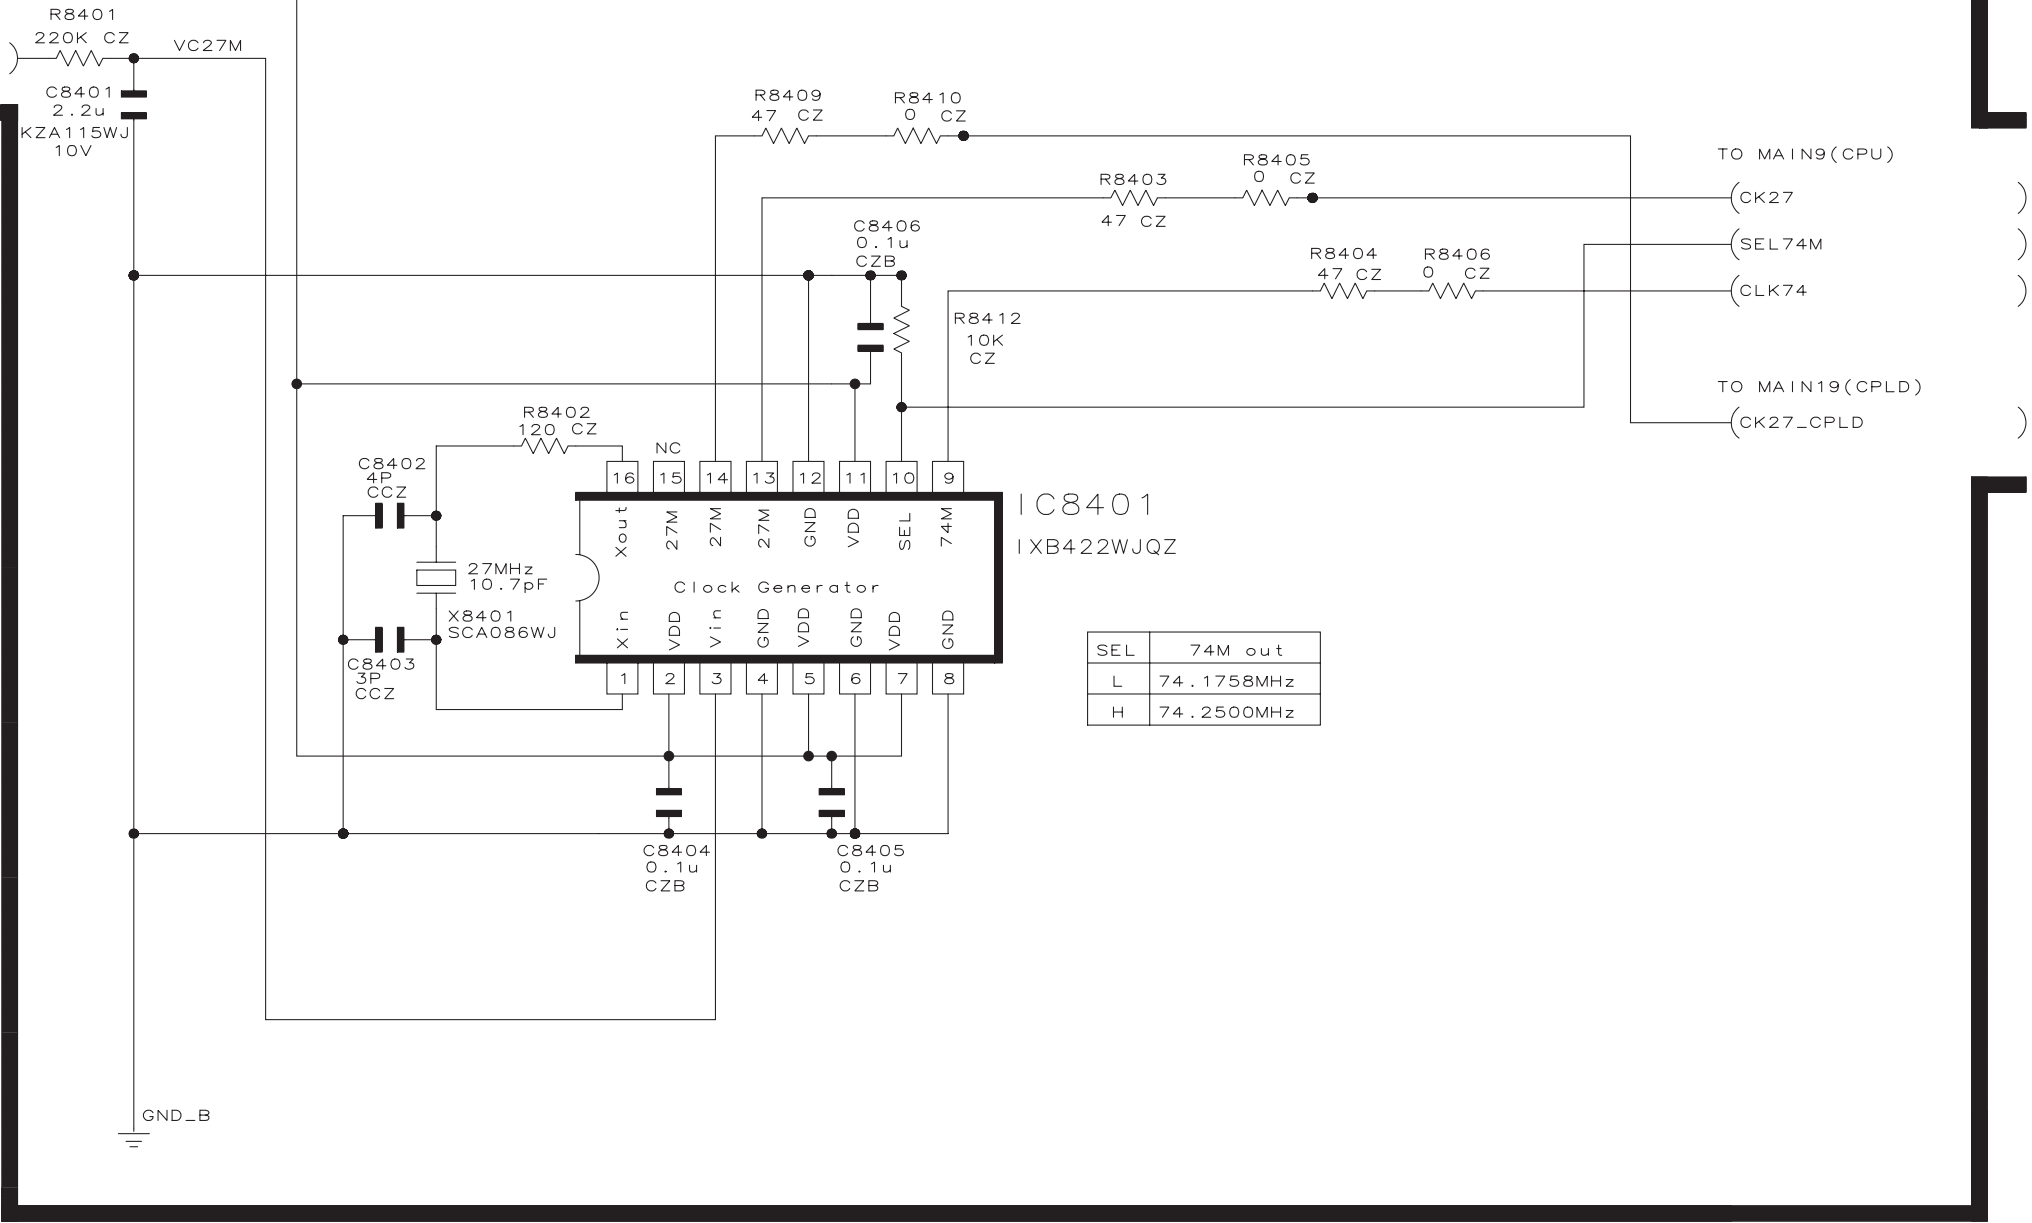 R8401
220K CZ
VC27M
C8401
2.2u
KZA115WJ
10V
R8409
47 CZ
R8410
0 CZ
TO MAIN9(CPU)
R8405
0 CZ
R8403
47 CZ
CK27
C8406
0.1u
CZB
SEL74M
R8404
47 CZ
R8406
0 CZ
CLK74
R8412
10K
CZ
TO MAIN19(CPLD)
CK27_CPLD
R8402
120 CZ
NC
C8402
4P
CCZ
16 15 14 13 12 11 10 9
IC8401
IXB422WJQZ
Xout 27M 27M 27M GND VDD SEL 74M
27MHz
10.7pF
Clock Generator
X8401
SCA086WJ
Xin VDD Vin GND VDD GND VDD GND
C8403
3P
CCZ
1 2 3 4 5 6 7 8
SEL 74M out
L 74.1758MHz
H 74.2500MHz
C8404
0.1u
CZB
C8405
0.1u
CZB
GND_B